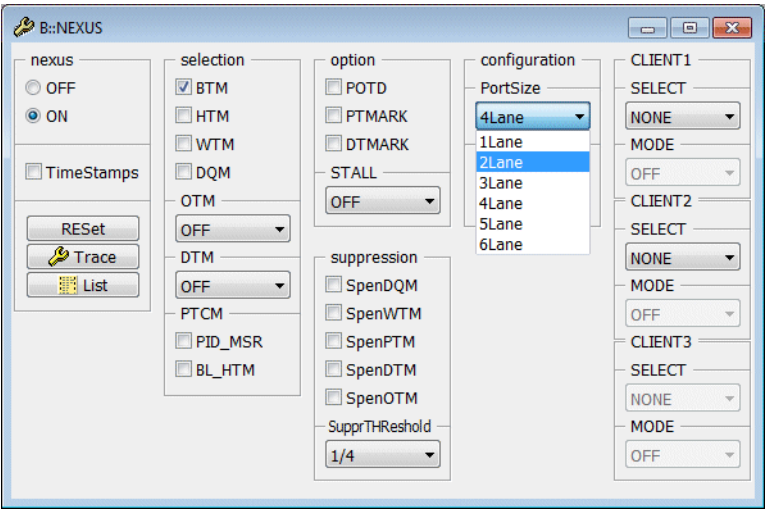 B::NEXUS
nexus
OFF
ON
TimeStamps
RESet
Trace
List
selection
BTM
HTM
WTM
DQM
OTM
OFF
DTM
OFF
PTCM
PID_MSR
BL_HTM
option
POTD
PTMARK
DTMARK
STALL
OFF
suppression
SpenDQM
SpenWTM
SpenPTM
SpenDTM
SpenOTM
SupprTHReshold
1/4
configuration
PortSize
4Lane
1Lane
2Lane
3Lane
4Lane
5Lane
6Lane
CLIENT1
SELECT
NONE
MODE
OFF
CLIENT2
SELECT
NONE
MODE
OFF
CLIENT3
SELECT
NONE
MODE
OFF